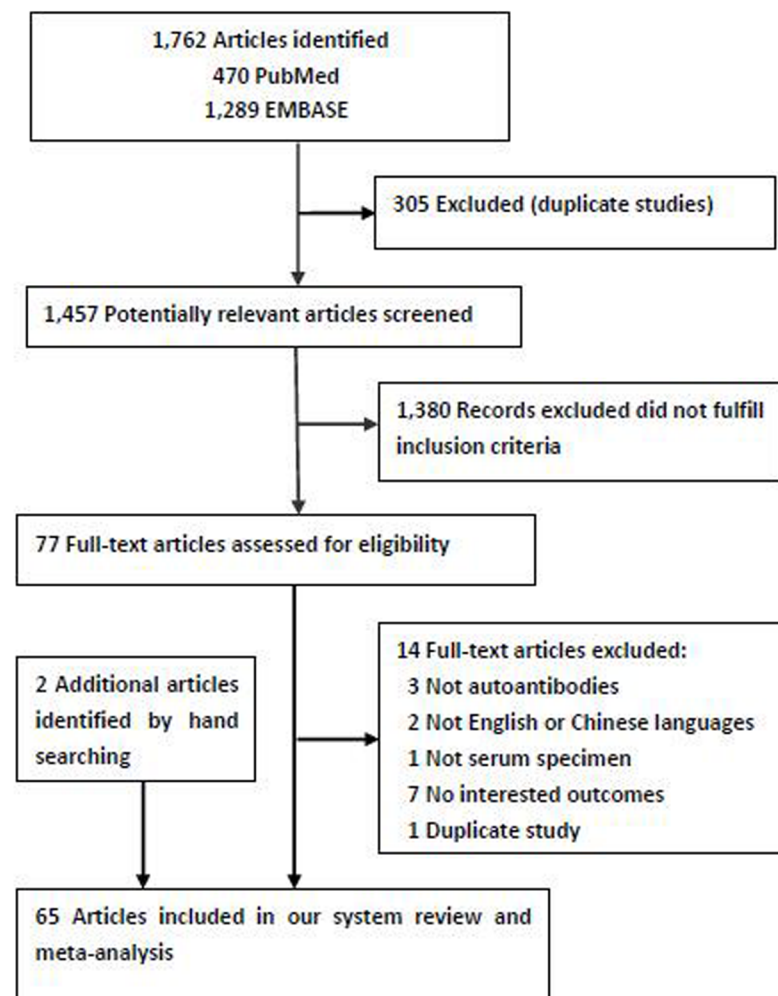 1,762 Articles identified
470 PubMed
1,289 EMBASE
305 Excluded (duplicate studies)
1,457 Potentially relevant articles screened
1,380 Records excluded did not fulfill
inclusion criteria
77 Full-text articles assessed for eligibility
2 Additional articles
identified by hand
searching
14 Full-text articles excluded:
3 Not autoantibodies
2 Not English or Chinese languages
1 Not serum specimen
7 No interested outcomes
1 Duplicate study
65 Articles included in our system review and
meta-analysis